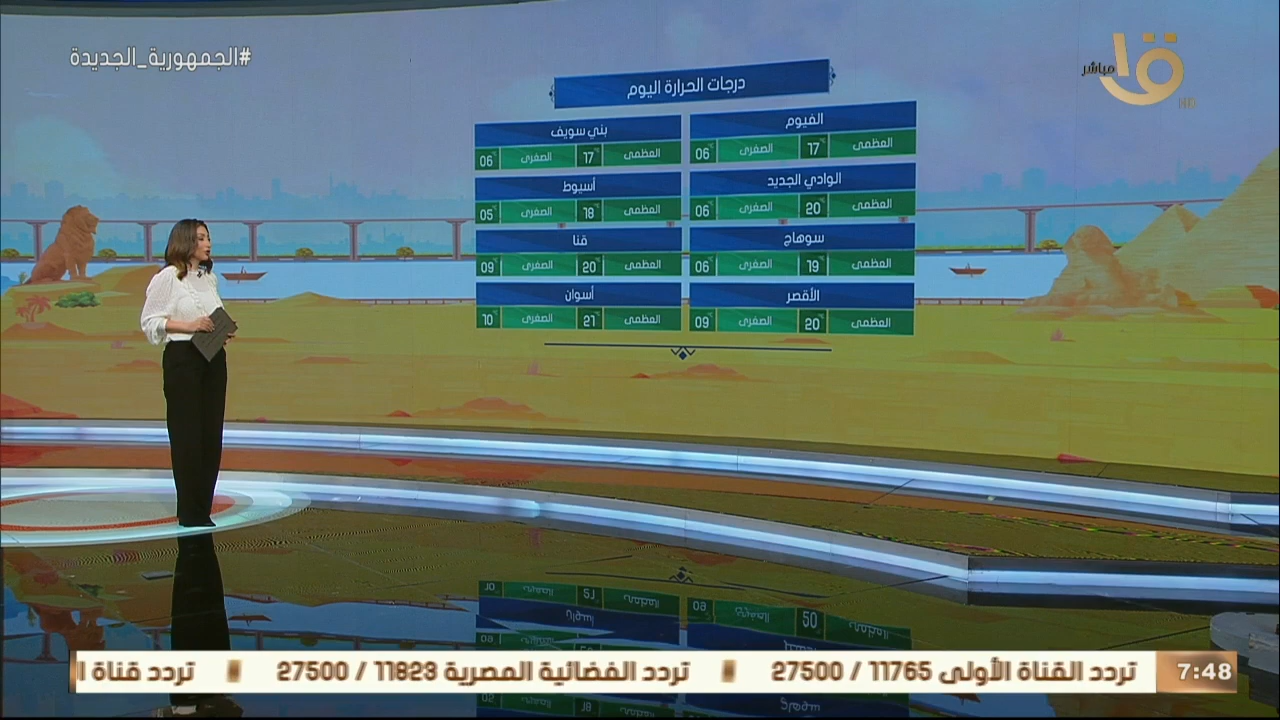 #الجمهورية_الجديدة
مباشر
HD
درجات الحرارة اليوم
الفيوم
العظمى 17 الصغرى 06
بني سويف
العظمى 17 الصغرى 06
الوادي الجديد
العظمى 20 الصغرى 06
أسيوط
العظمى 18 الصغرى 05
سوهاج
العظمى 19 الصغرى 06
قنا
العظمى 20 الصغرى 09
الأقصر
العظمى 20 الصغرى 09
أسوان
العظمى 21 الصغرى 10
7:48 تردد القناة الأولى 11765 / 27500 تردد الفضائية المصرية 11823 / 27500 تردد قناة ا